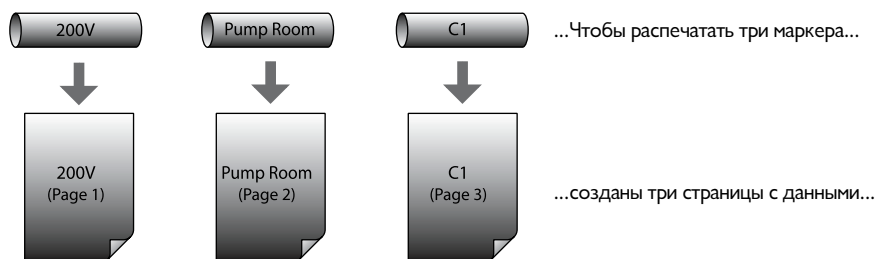 200V Pump Room C1 ...Чтобы распечатать три маркера...
200V Pump Room C1
(Page 1) (Page 2) (Page 3) ...созданы три страницы с данными...